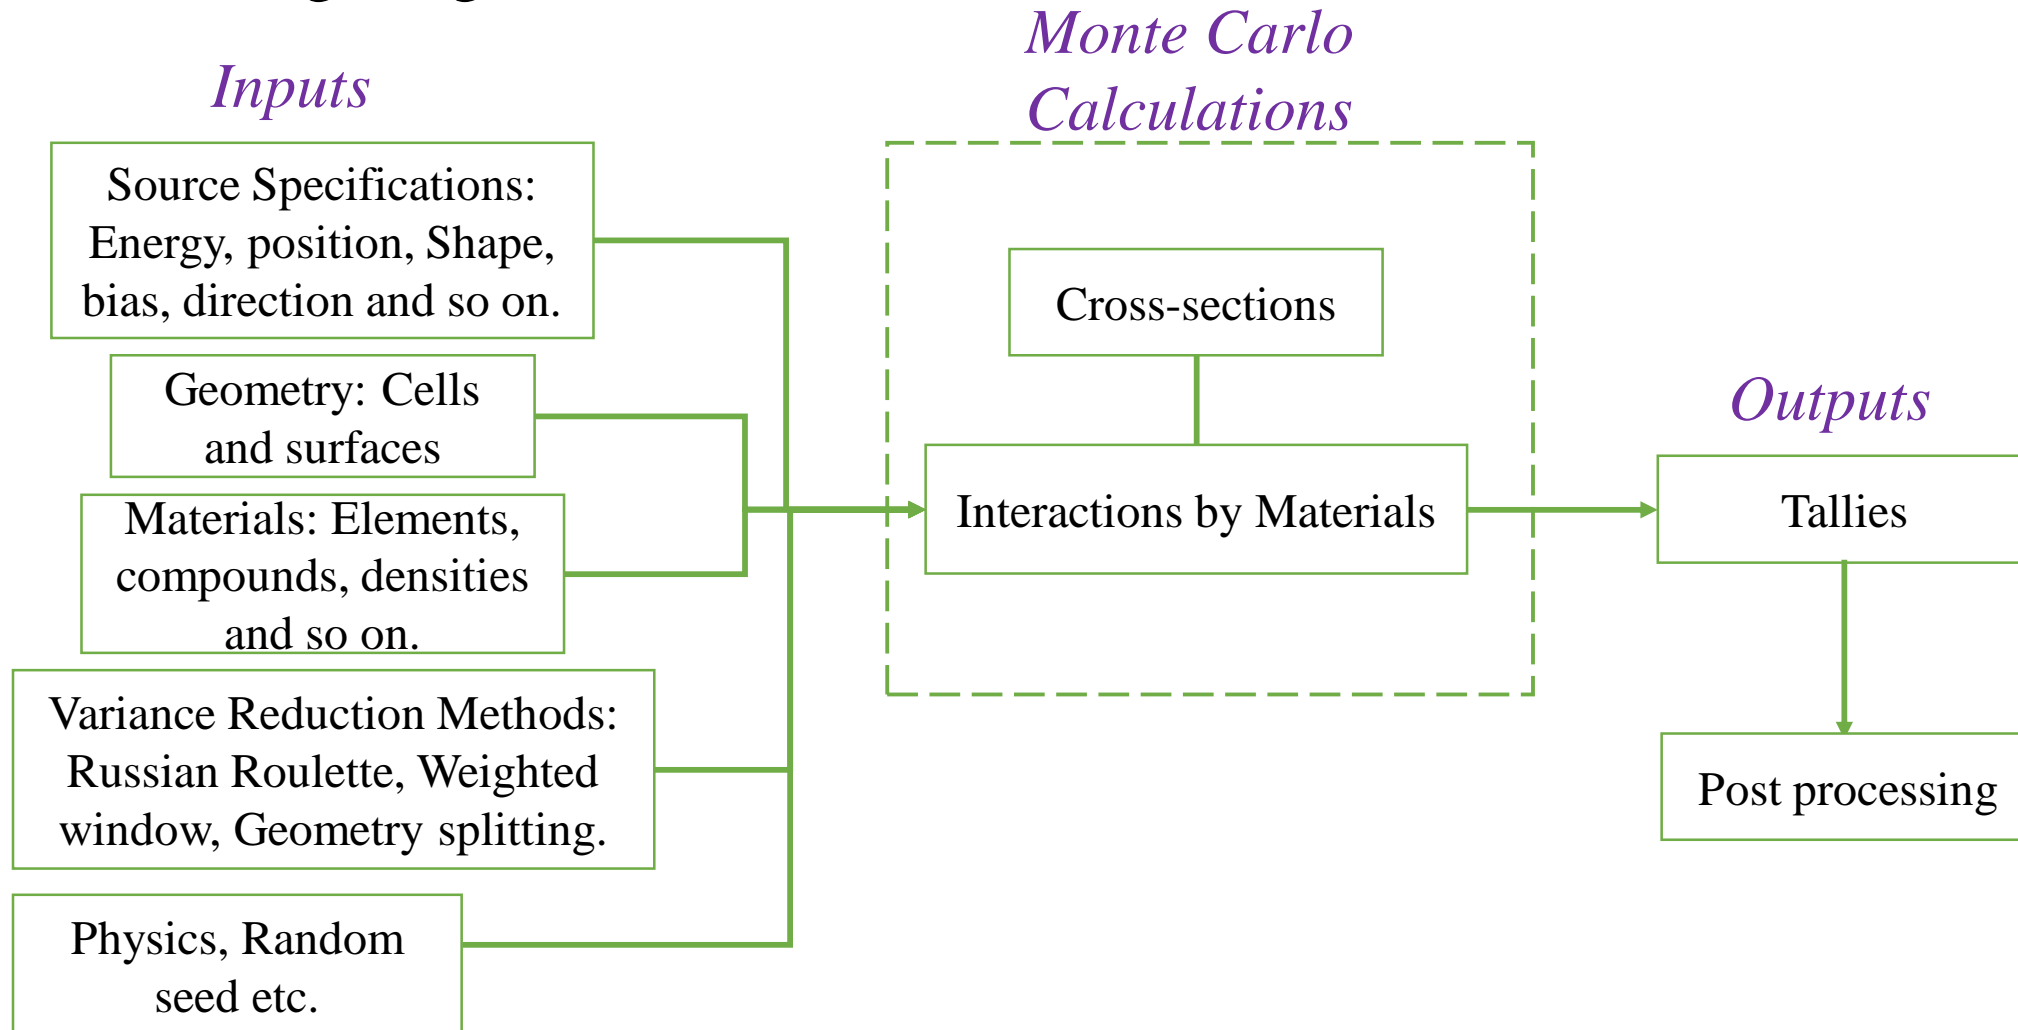 Inputs
Source Specifications:
Energy, position, Shape,
bias, direction and so on.
Geometry: Cells
and surfaces
Materials: Elements,
compounds, densities
and so on.
Variance Reduction Methods:
Russian Roulette, Weighted
window, Geometry splitting.
Physics, Random
seed etc.
Monte Carlo
Calculations
Cross-sections
Interactions by Materials
Outputs
Tallies
Post processing